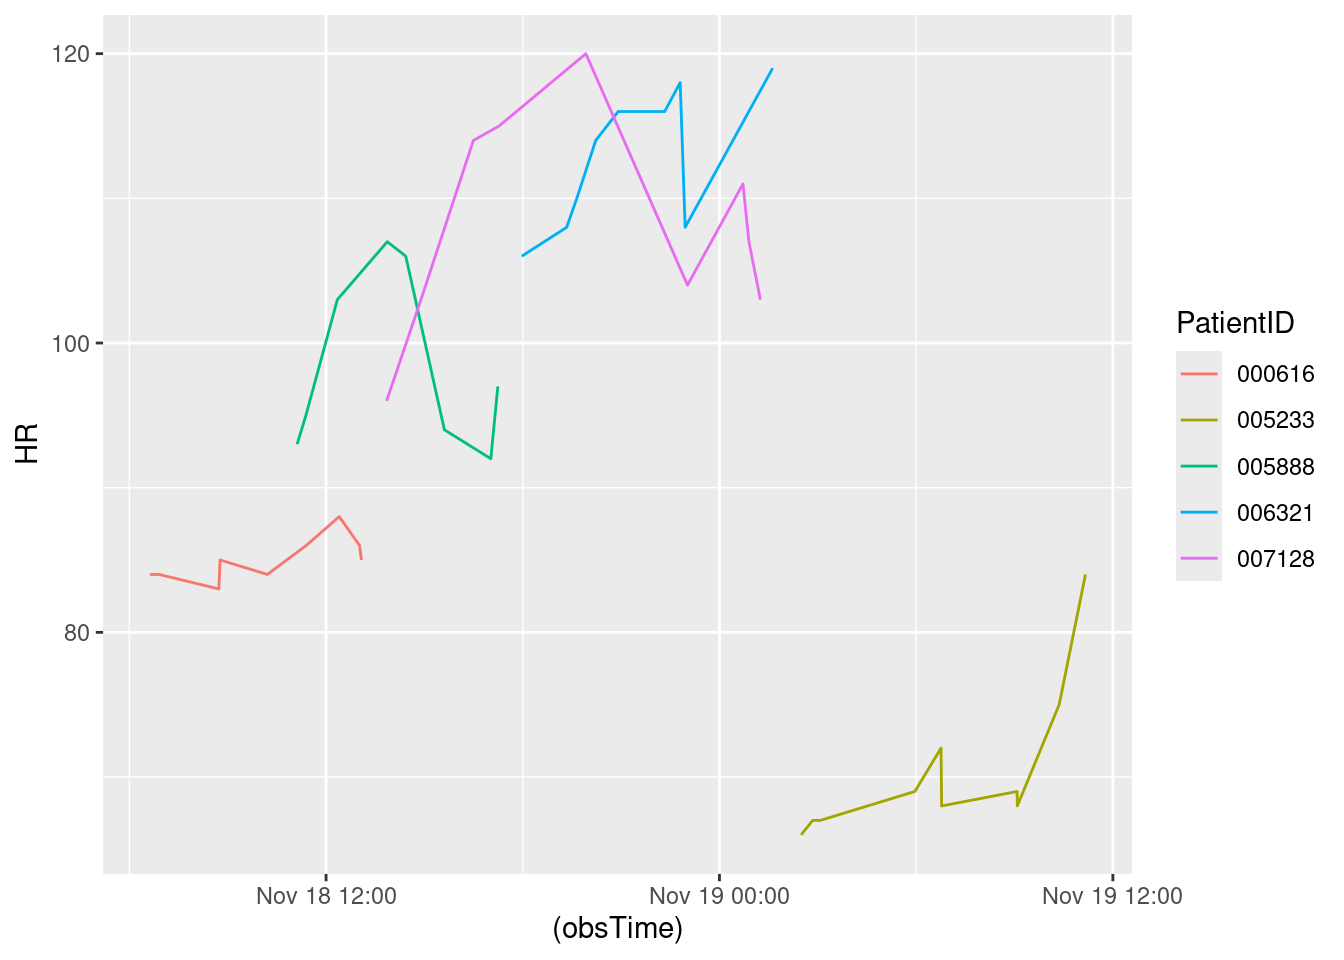 120
100
80
HR
Nov 18 12:00
Nov 19 00:00
Nov 19 12:00
(obsTime)
PatientID
000616
005233
005888
006321
007128